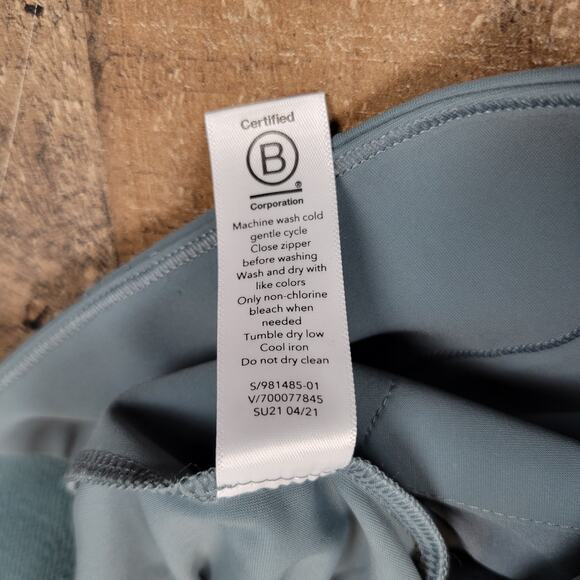 Certified
B
®
Corporation
Machine wash cold
gentle cycle
Close zipper
before washing
Wash and dry with
like colors
Only non-chlorine
bleach when
needed
Tumble dry low
Cool iron
Do not dry clean
S/981485-01
V/700077845
SU21 04/21